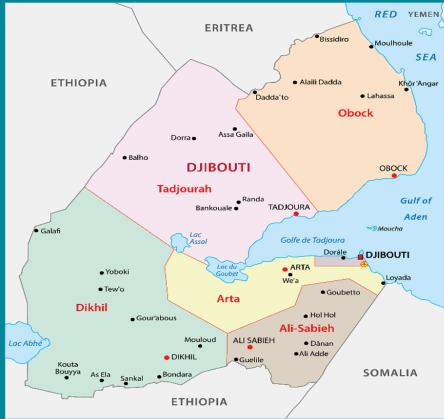 RED
YEMEN
ERITREA
Bissidiro
Moulhoule
SEA
ETHIOPIA
Alaili Dadda
Khôr 'Angar
Dadda'to
Lahassa
Obock
Assa Gaila
Dorra
Balho
DJIBOUTI
OBOCK
Tadjourah
Randa
Bankouale
TADJOURA
Gulf of
Aden
Moucha
Galafi
Lac
Assal
Golfe de Tadjoura
Dorâle
DJIBOUTI
Lac du
Goubet
ARTA
We'a
Loyada
Yoboki
Tew'o
Goubetto
Dikhil
Arta
Gour'abous
Hol Hol
Ali-Sabieh
Lac Abhé
Mouloud
ALI SABIEH
Dânan
DIKHIL
Ali Adde
Guelile
Kouta
Bouyya
As Ela
Sankal
Bondara
SOMALIA
ETHIOPIA